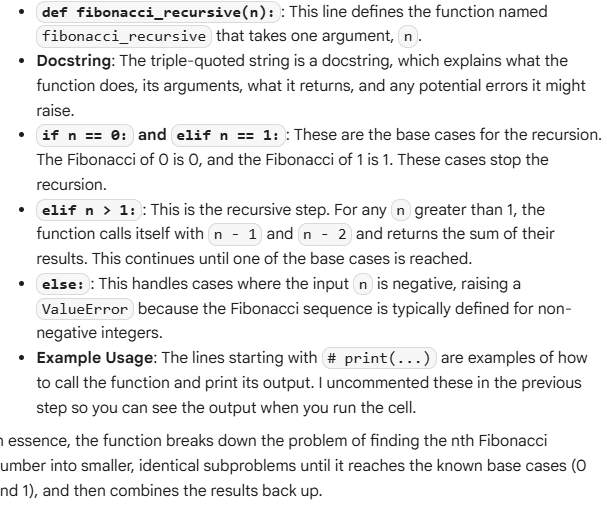 • def fibonacci_recursive(n): : This line defines the function named
fibonacci_recursive that takes one argument, n .
• Docstring: The triple-quoted string is a docstring, which explains what the
function does, its arguments, what it returns, and any potential errors it might
raise.
• if n == 0: and elif n == 1: : These are the base cases for the recursion.
The Fibonacci of 0 is 0, and the Fibonacci of 1 is 1. These cases stop the
recursion.
• elif n > 1: : This is the recursive step. For any n greater than 1, the
function calls itself with n - 1 and n - 2 and returns the sum of their
results. This continues until one of the base cases is reached.
• else: : This handles cases where the input n is negative, raising a
ValueError because the Fibonacci sequence is typically defined for non-
negative integers.
• Example Usage: The lines starting with # print(...) are examples of how
to call the function and print its output. I uncommented these in the previous
step so you can see the output when you run the cell.
n essence, the function breaks down the problem of finding the nth Fibonacci
umber into smaller, identical subproblems until it reaches the known base cases (0
nd 1), and then combines the results back up.